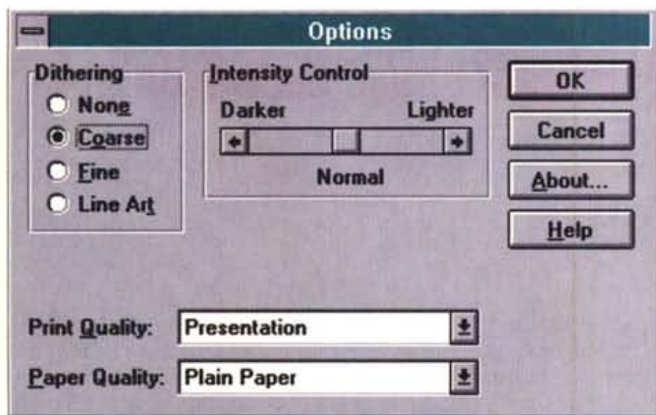 Options
Dithering
None
Coarse
Fine
Line Art
Intensity Control
Darker Lighter
Normal
OK
Cancel
About...
Help
Print Quality: Presentation
Paper Quality: Plain Paper